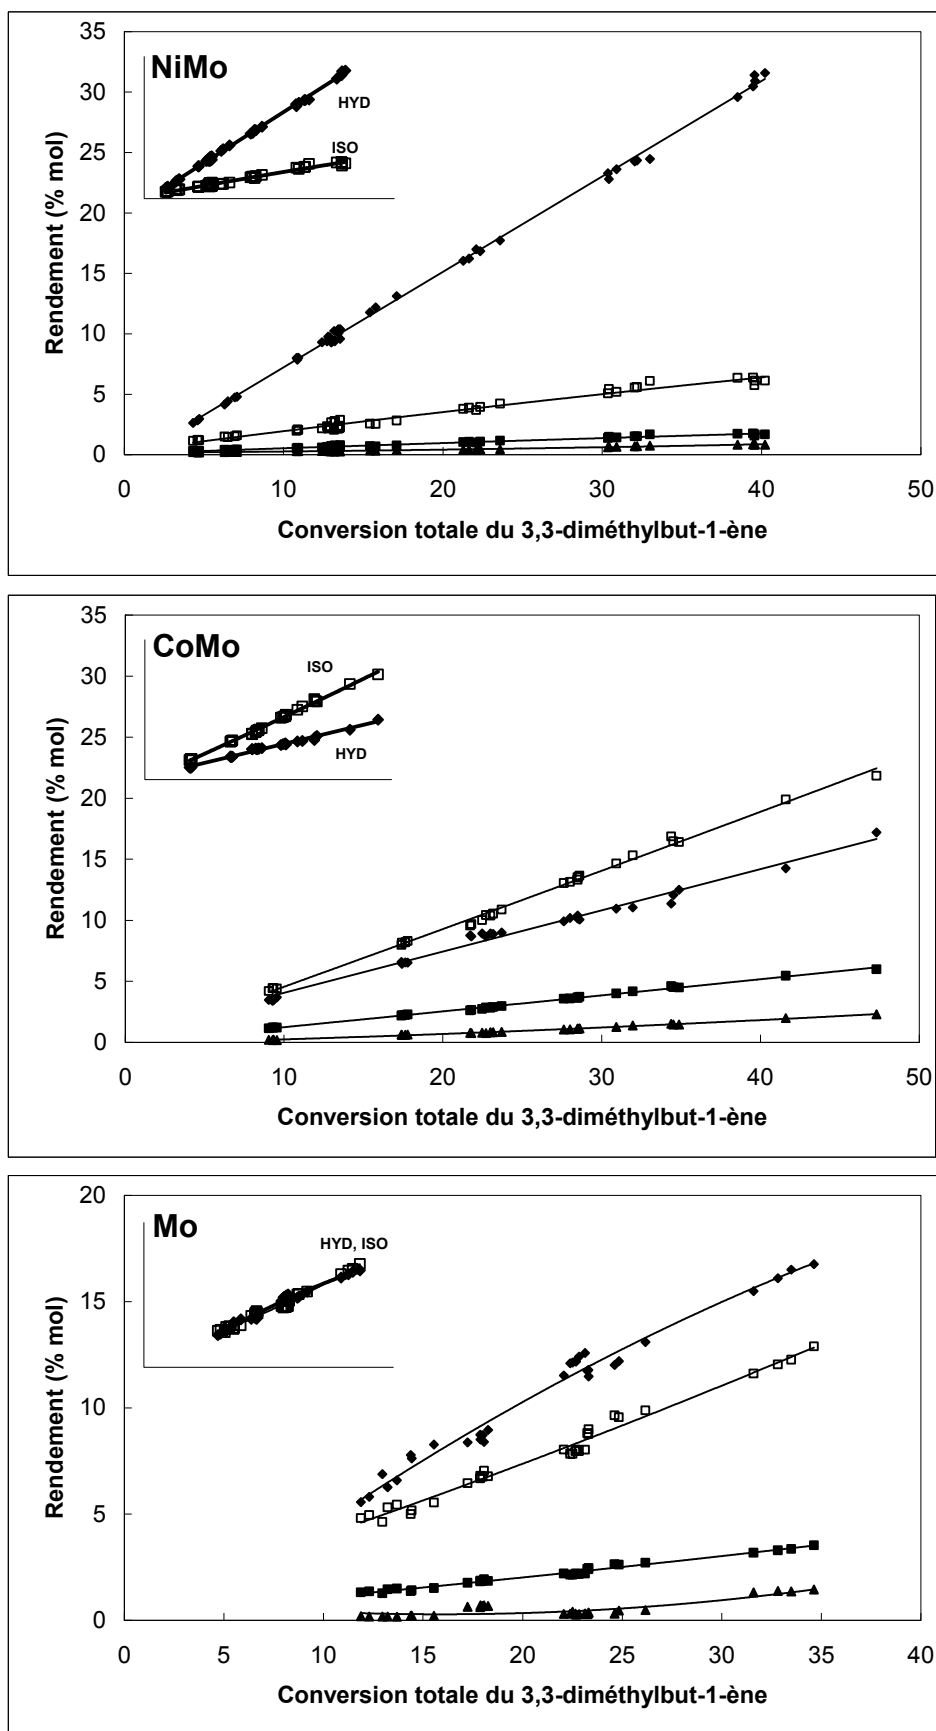 NiMo
HYD
ISO
Rendement (% mol)
35
30
25
20
15
10
5
0
0 10 20 30 40 50
Conversion totale du 3,3-diméthylbut-1-ène
CoMo
ISO
HYD
Rendement (% mol)
35
30
25
20
15
10
5
0
0 10 20 30 40 50
Conversion totale du 3,3-diméthylbut-1-ène
Mo
HYD, ISO
Rendement (% mol)
20
15
10
5
0
0 5 10 15 20 25 30 35 40
Conversion totale du 3,3-diméthylbut-1-ène